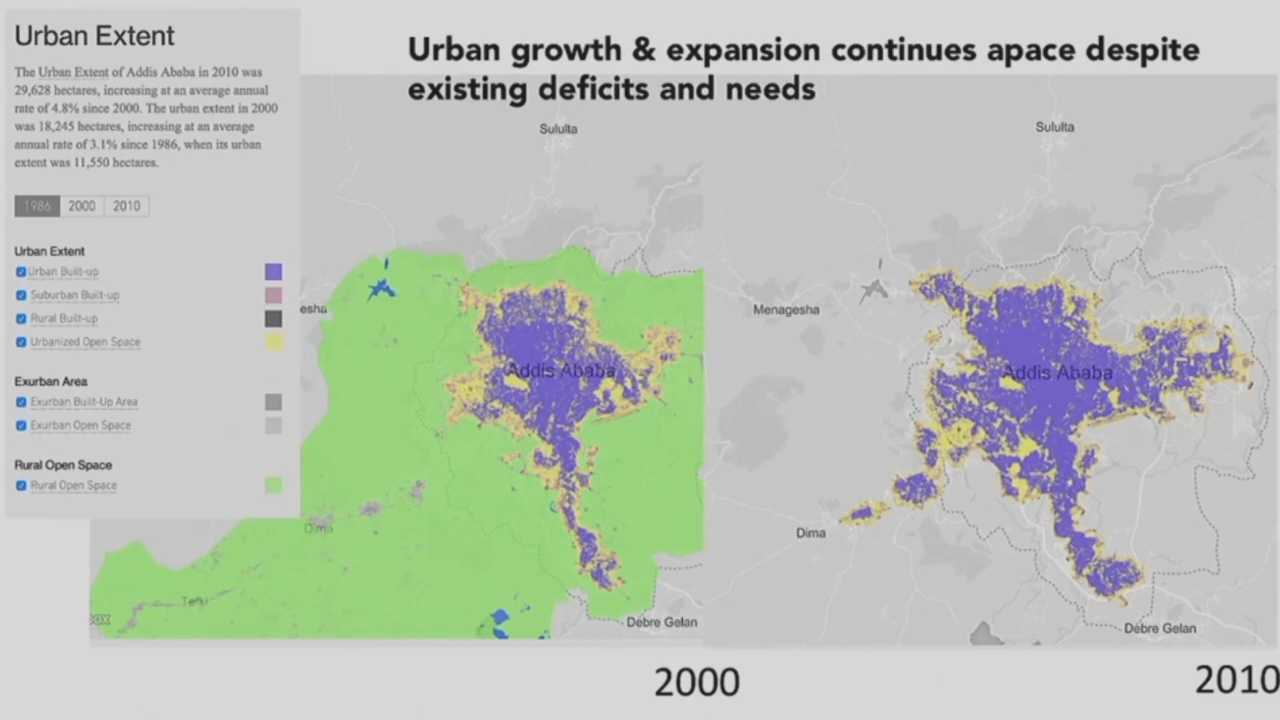 Urban Extent
The Urban Extent of Addis Ababa in 2010 was
29,628 hectares, increasing at an average annual
rate of 4.8% since 2000. The urban extent in 2000
was 18,245 hectares, increasing at an average
annual rate of 3.1% since 1986, when its urban
extent was 11,550 hectares.
1986 2000 2010
Urban Extent
Urban Built-up
Suburban Built-up
Rural Built-up
Urbanized Open Space
Exurban Area
Exurban Built-Up Area
Exurban Open Space
Rural Open Space
Rural Open Space
Urban growth & expansion continues apace despite
existing deficits and needs
Sululta
esha
Addis Ababa
Dima
Tefki
Debre Gelan
2000
Sululta
Menagesha
Addis Ababa
Dima
Debre Gelan
2010